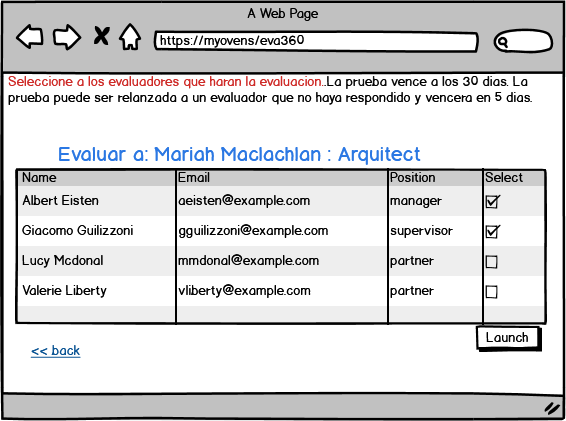 A Web Page
https://myovens/eva360
Seleccione a los evaluadores que haran la evaluacion..La prueba vence a los 30 dias. La
prueba puede ser relanzada a un evaluador que no haya respondido y vencera en 5 dias.
Evaluar a: Mariah Maclachlan : Arquitect
Name Email Position Select
Albert Eisten aeisten@example.com manager
Giacomo Guilizzoni gguilizzoni@example.com supervisor
Lucy Mcdonal mmdonal@example.com partner
Valerie Liberty vliberty@example.com partner
Launch
<< back